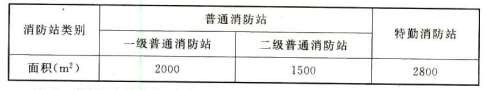 消防站类别 普通消防站 特勤消防站
一级普通消防站 二级普通消防站
面积(m²) 2000 1500 2800